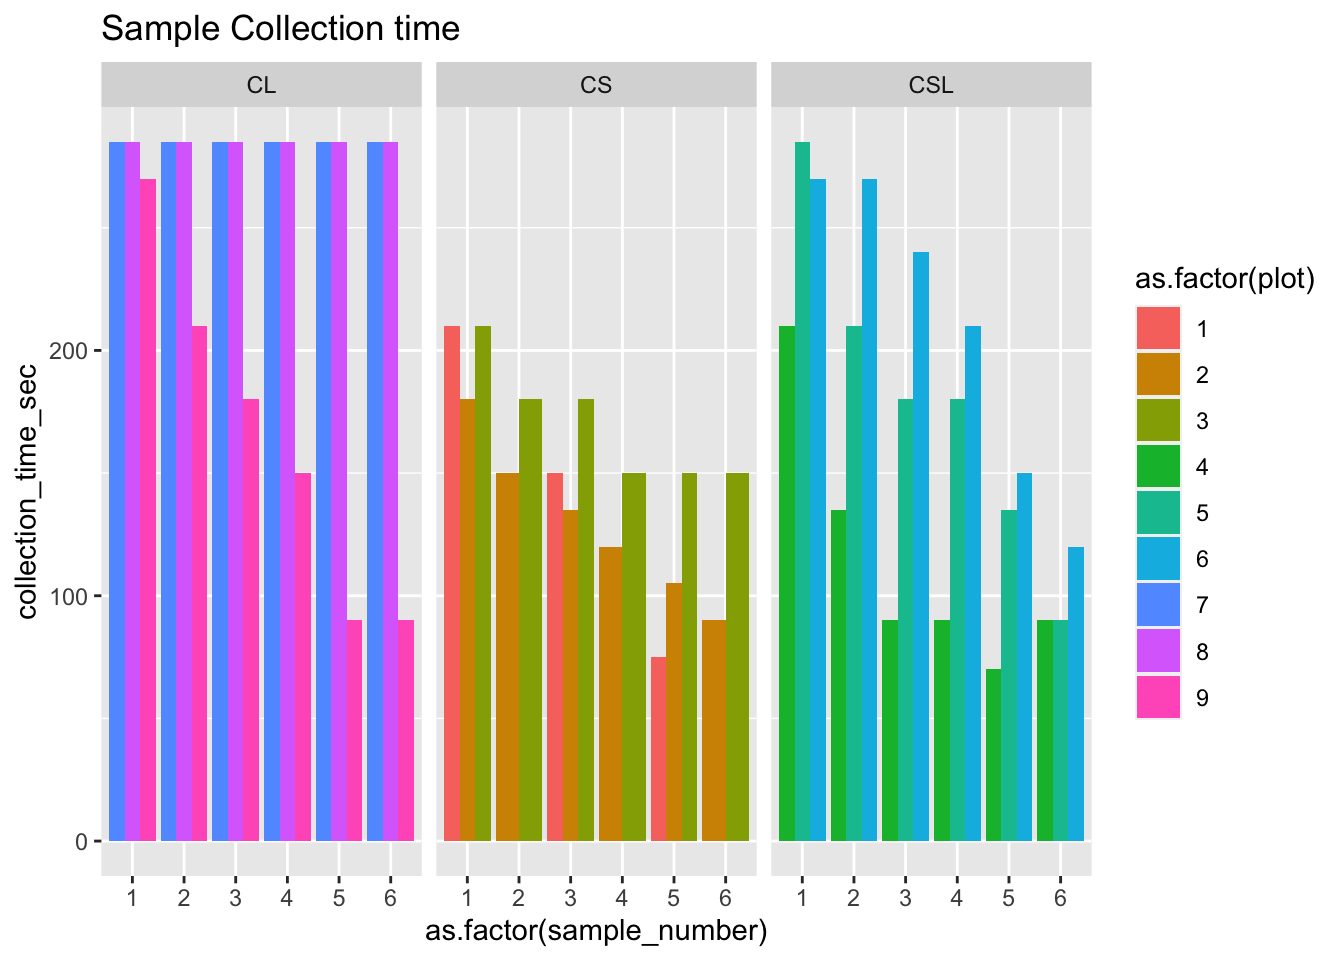 Sample Collection time
CL
CS
CSL
collection_time_sec
200
100
0
1 2 3 4 5 6
1 2 3 4 5 6
1 2 3 4 5 6
as.factor(sample_number)
as.factor(plot)
1
2
3
4
5
6
7
8
9